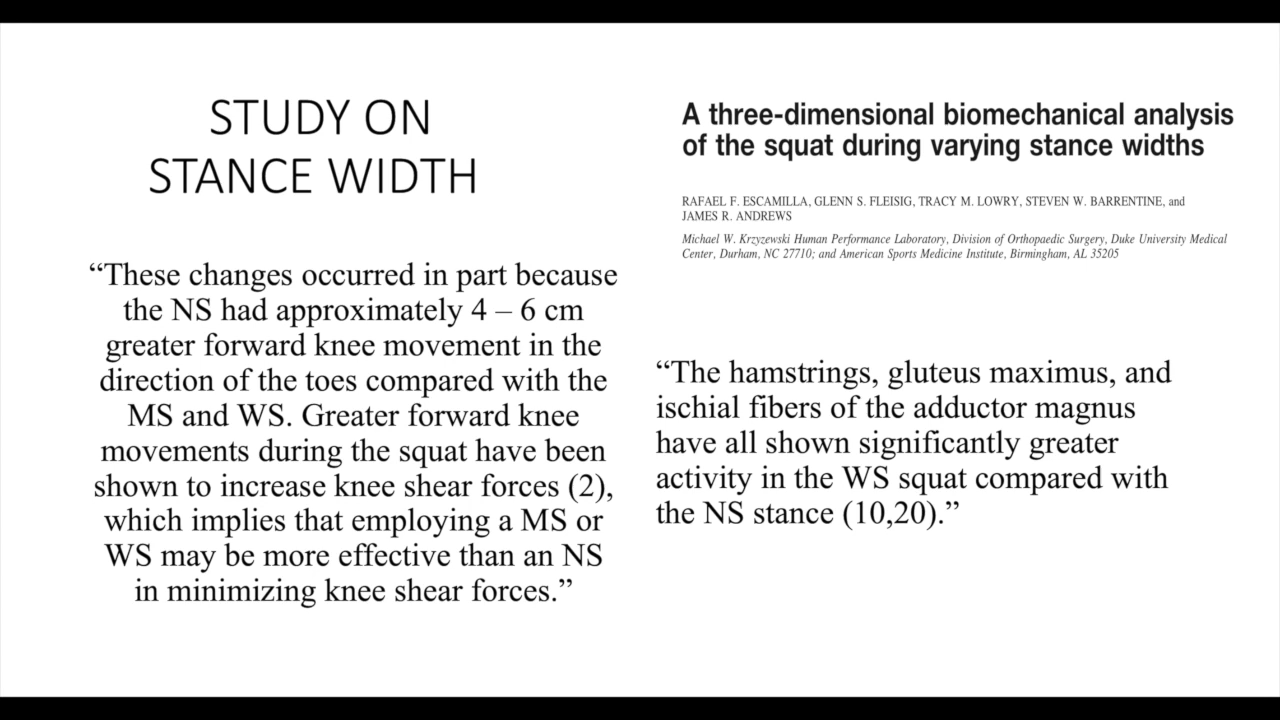 STUDY ON
STANCE WIDTH
“These changes occurred in part because
the NS had approximately 4 – 6 cm
greater forward knee movement in the
direction of the toes compared with the
MS and WS. Greater forward knee
movements during the squat have been
shown to increase knee shear forces (2),
which implies that employing a MS or
WS may be more effective than an NS
in minimizing knee shear forces.”
A three-dimensional biomechanical analysis
of the squat during varying stance widths
RAFAEL F. ESCAMILLA, GLENN S. FLEISIG, TRACY M. LOWRY, STEVEN W. BARRENTINE, and
JAMES R. ANDREWS
Michael W. Krzyzewski Human Performance Laboratory, Division of Orthopaedic Surgery, Duke University Medical
Center, Durham, NC 27710; and American Sports Medicine Institute, Birmingham, AL 35205
“The hamstrings, gluteus maximus, and
ischial fibers of the adductor magnus
have all shown significantly greater
activity in the WS squat compared with
the NS stance (10,20).”